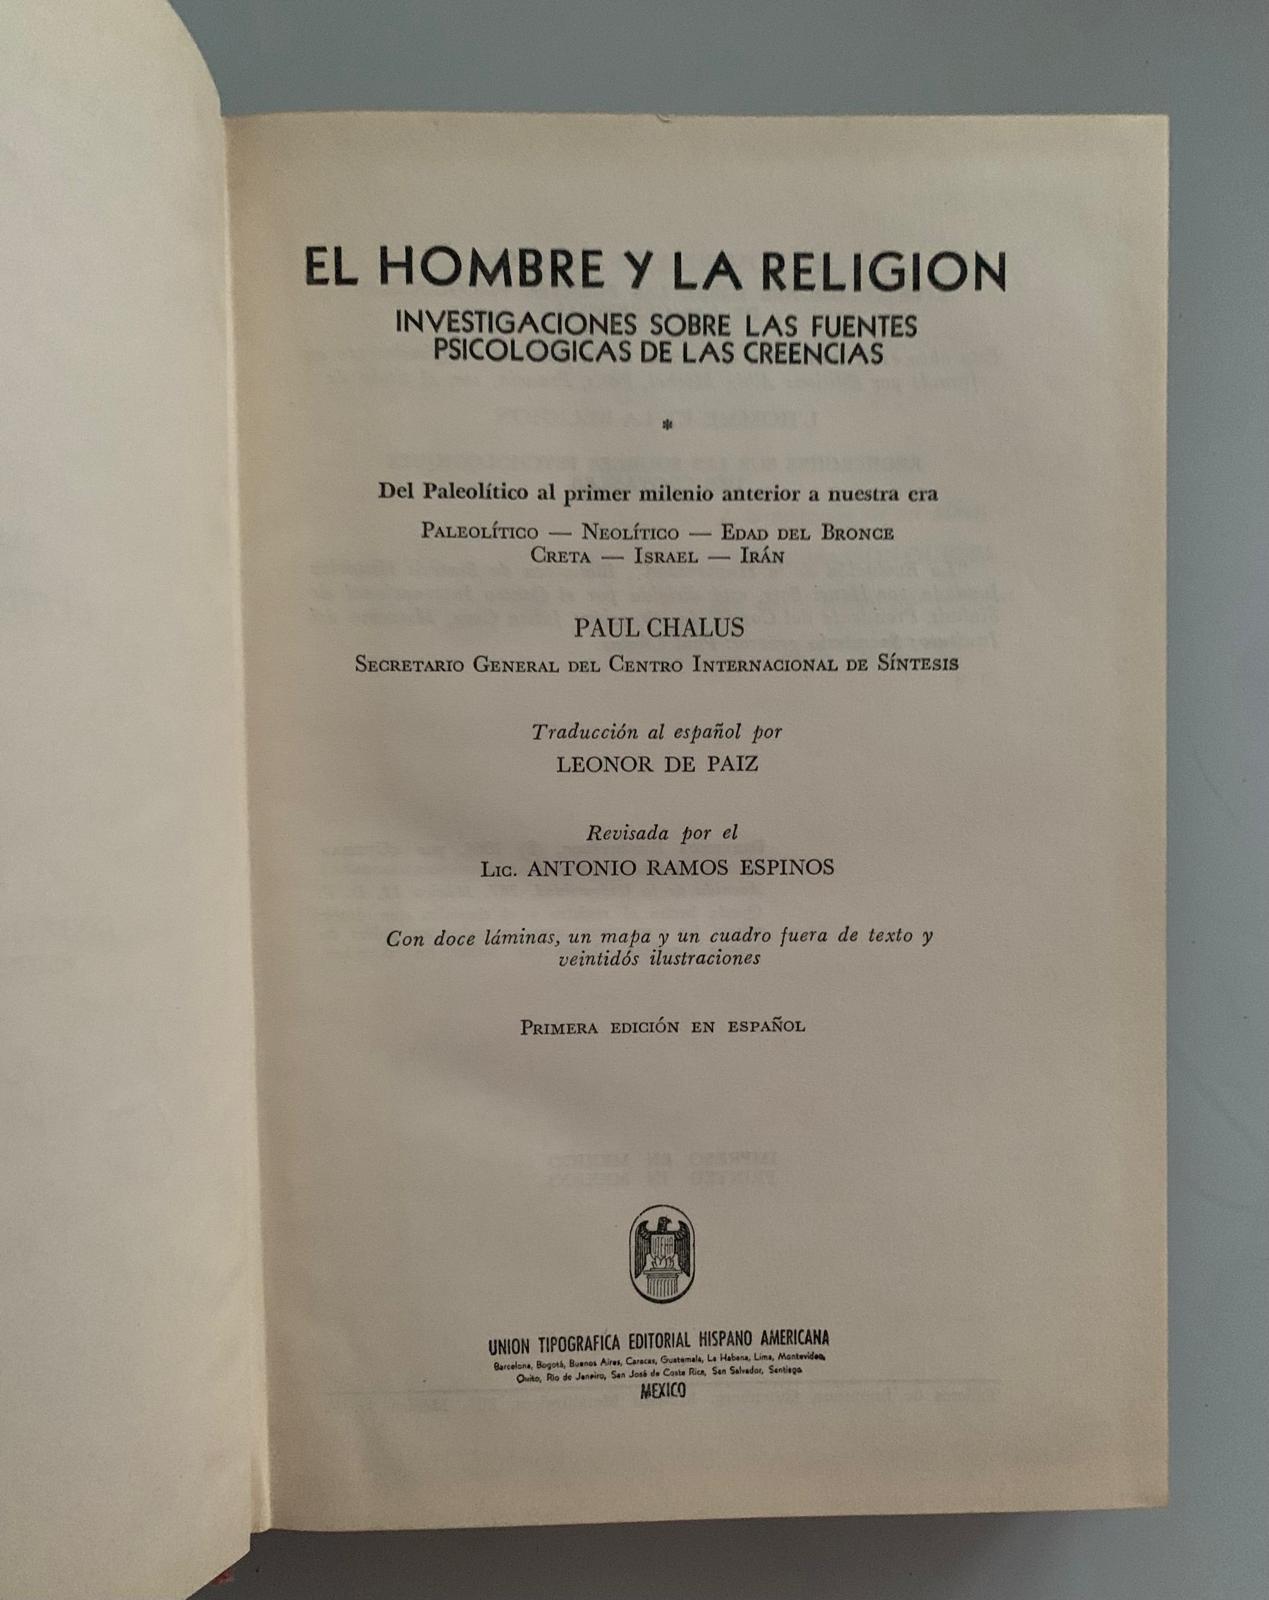 EL HOMBRE Y LA RELIGION
INVESTIGACIONES SOBRE LAS FUENTES
PSICOLOGICAS DE LAS CREENCIAS
*
Del Paleolítico al primer milenio anterior a nuestra era
PALEOLÍTICO — NEOLÍTICO — EDAD DEL BRONCE
CRETA — ISRAEL — IRÁN
PAUL CHALUS
SECRETARIO GENERAL DEL CENTRO INTERNACIONAL DE SÍNTESIS
Traducción al español por
LEONOR DE PAIZ
Revisada por el
LIC. ANTONIO RAMOS ESPINOS
Con doce láminas, un mapa y un cuadro fuera de texto y
veintidós ilustraciones
PRIMERA EDICIÓN EN ESPAÑOL
UTEHA
UNION TIPOGRAFICA EDITORIAL HISPANO AMERICANA
Barcelona, Bogotá, Buenos Aires, Caracas, Guatemala, La Habana, Lima, Montevideo,
Quito, Río de Janeiro, San José de Costa Rica, San Salvador, Santiago
MEXICO